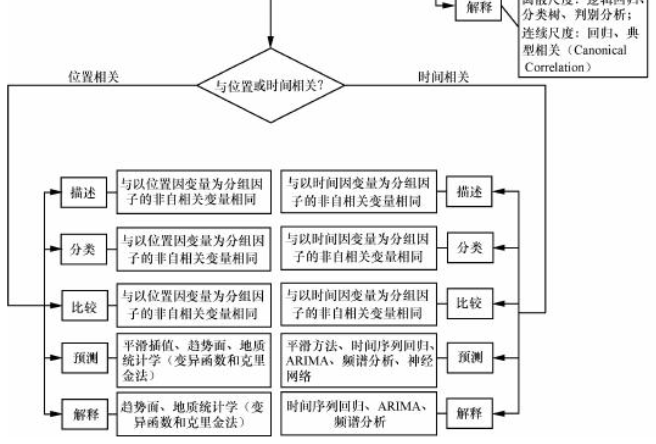 解释
分类树、判别分析；
连续尺度：回归、典
型相关（Canonical
Correlation）
位置相关
与位置或时间相关？
时间相关
描述
与以位置因变量为分组因
子的非自相关变量相同
与以时间因变量为分组因
子的非自相关变量相同
描述
分类
与以位置因变量为分组因
子的非自相关变量相同
与以时间因变量为分组因
子的非自相关变量相同
分类
比较
与以位置因变量为分组因
子的非自相关变量相同
与以时间因变量为分组因
子的非自相关变量相同
比较
预测
平滑插值、趋势面、地质
统计学（变异函数和克里
金法）
平滑方法、时间序列回归、
ARIMA、频谱分析、神经
网络
预测
解释
趋势面、地质统计学（变
异函数和克里金法）
时间序列回归、ARIMA、
频谱分析
解释